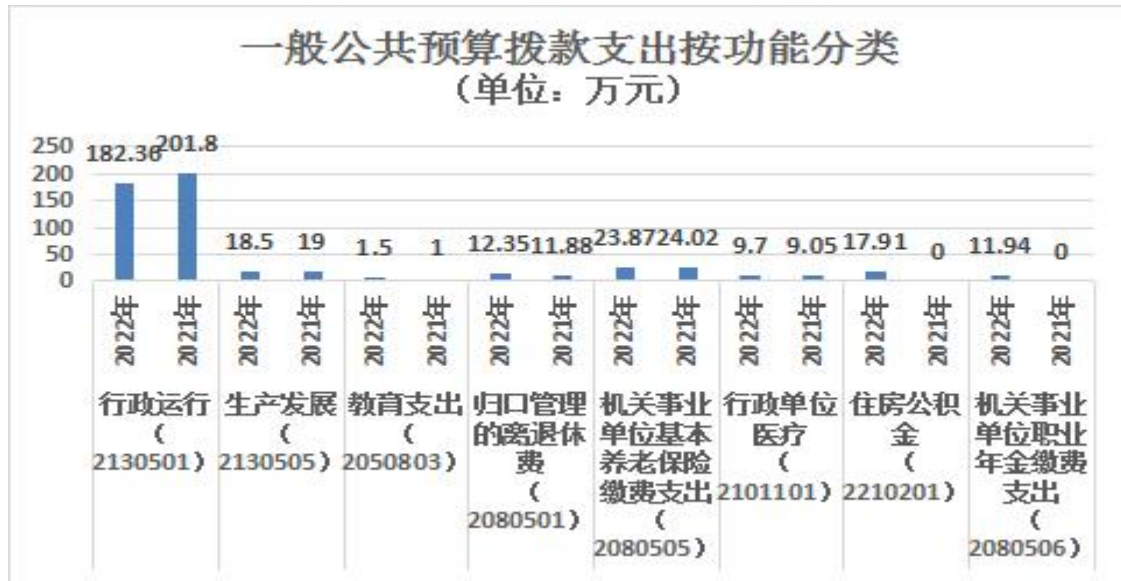 一般公共预算拨款支出按功能分类
（单位：万元）
250
200
150
100
50
0
182.36
201.8
18.5
19
1.5
1
12.35
11.88
23.87
24.02
9.7
9.05
17.91
0
11.94
0
2022年
2021年
2022年
2021年
2022年
2021年
2022年
2021年
2022年
2021年
2022年
2021年
2022年
2021年
2022年
2021年
行政运行
（
2130501）
生产发展
（
2130505）
教育支出
（
2050803）
归口管理
的离退休
费
（
2080501）
机关事业
单位基本
养老保险
缴费支出
（
2080505）
行政单位
医疗
（
2101101）
住房公积
金
（
2210201）
机关事业
单位职业
年金缴费
支出
（
2080506）